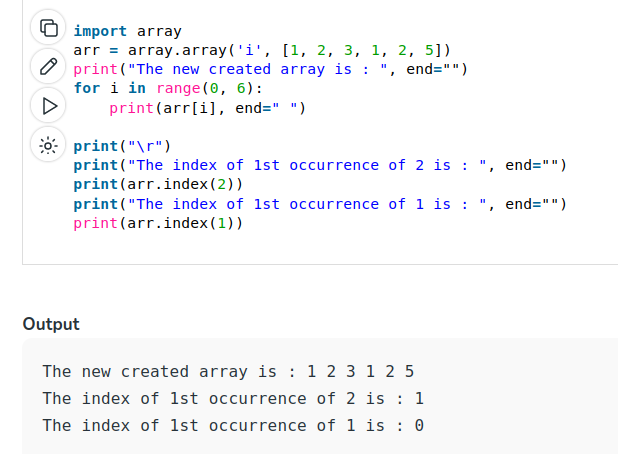 import array
arr = array.array('i', [1, 2, 3, 1, 2, 5])
print("The new created array is : ", end="")
for i in range(0, 6):
    print(arr[i], end=" ")

print("\r")
print("The index of 1st occurrence of 2 is : ", end="")
print(arr.index(2))
print("The index of 1st occurrence of 1 is : ", end="")
print(arr.index(1))
Output
The new created array is : 1 2 3 1 2 5
The index of 1st occurrence of 2 is : 1
The index of 1st occurrence of 1 is : 0